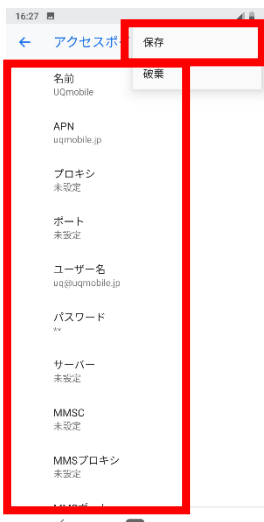 16:27
アクセスポ
保存
破棄
名前
UQmobile
APN
uqmobile.jp
プロキシ
未設定
ポート
未設定
ユーザー名
uq@uqmobile.jp
パスワード
**
サーバー
未設定
MMSC
未設定
MMSプロキシ
未設定